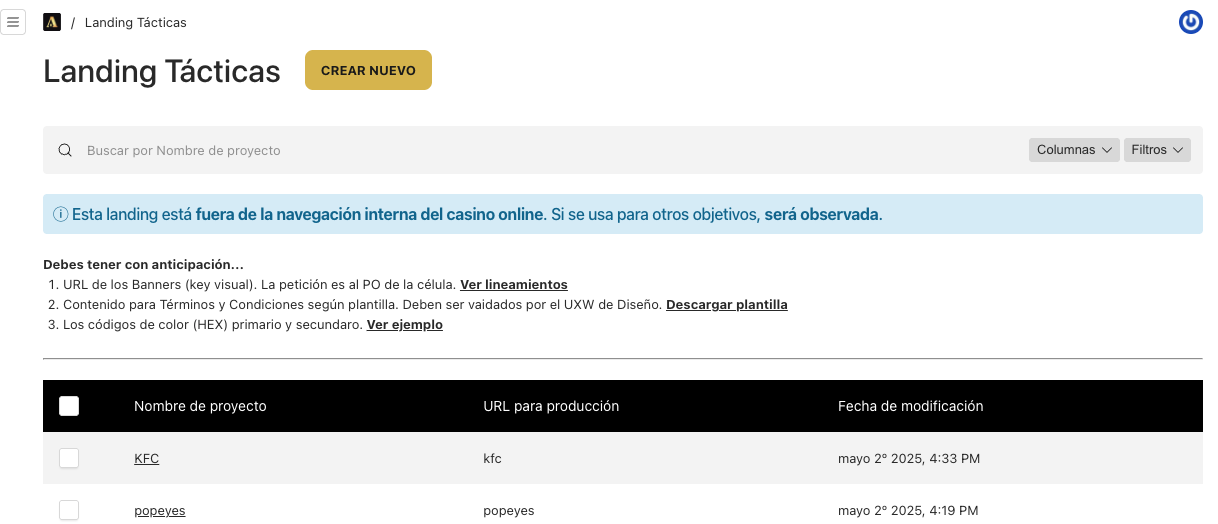 A / Landing Tácticas
Landing Tácticas CREAR NUEVO
Buscar por Nombre de proyecto Columnas Filtros
Esta landing está fuera de la navegación interna del casino online. Si se usa para otros objetivos, será observada.
Debes tener con anticipación...
1. URL de los Banners (key visual). La petición es al PO de la célula. Ver lineamientos
2. Contenido para Términos y Condiciones según plantilla. Deben ser vaidados por el UXW de Diseño. Descargar plantilla
3. Los códigos de color (HEX) primario y secundaro. Ver ejemplo
Nombre de proyecto URL para producción Fecha de modificación
KFC kfc mayo 2º 2025, 4:33 PM
popeyes popeyes mayo 2º 2025, 4:19 PM